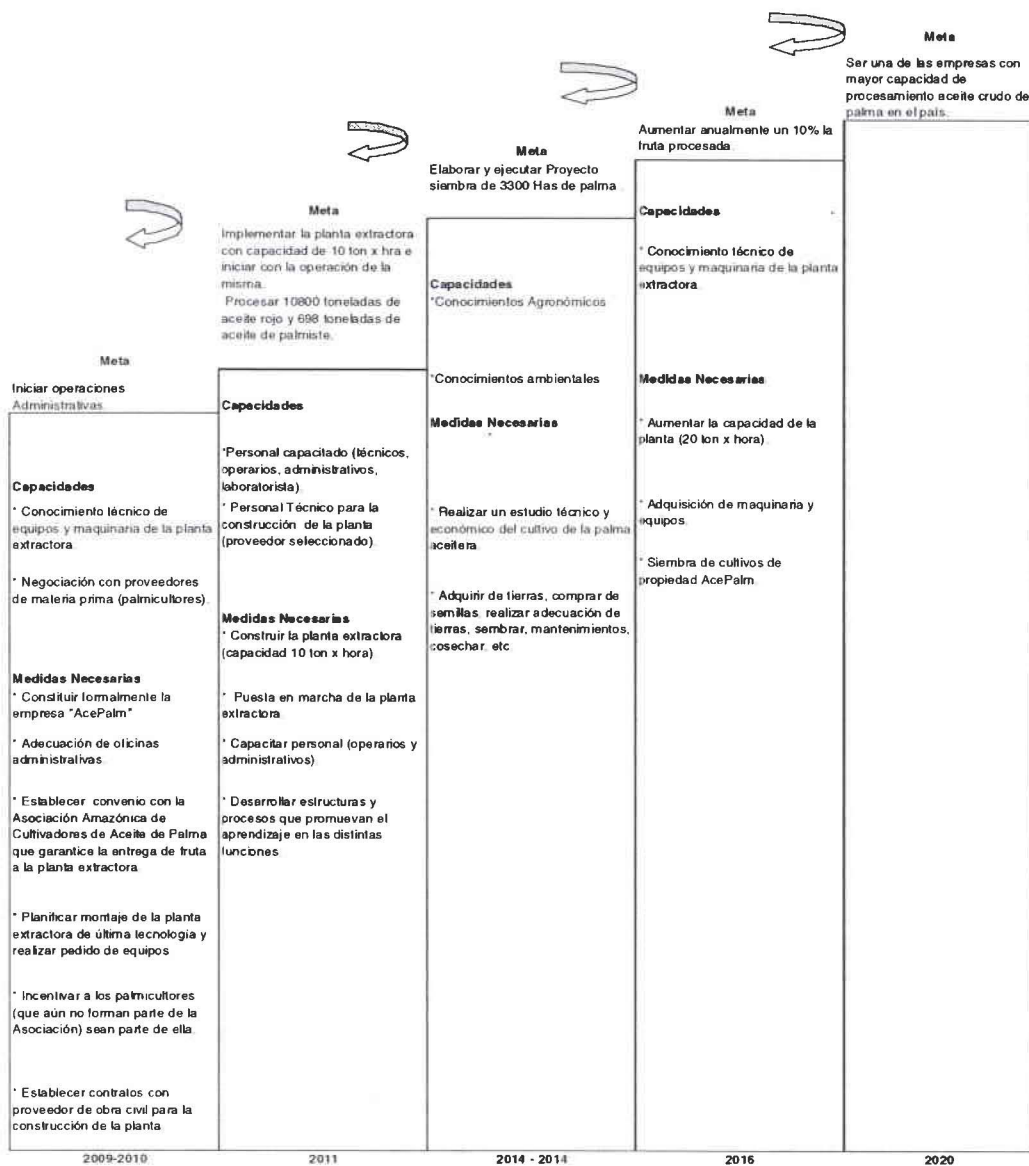 Meta
Iniciar operaciones
Administrativas.
Capacidades
* Conocimiento técnico de
equipos y maquinaria de la planta
extractora.
* Negociación con proveedores
de materia prima (palmicultores).
Medidas Necesarias
* Constituir formalmente la
empresa "AcePalm"
* Adecuación de oficinas
administrativas.
* Establecer convenio con la
Asociación Amazónica de
Cultivadores de Aceite de Palma
que garantice la entrega de fruta
a la planta extractora.
* Planificar montaje de la planta
extractora de última tecnología y
realizar pedido de equipos
* Incentivar a los palmicultores
(que aún no forman parte de la
Asociación) sean parte de ella.
* Establecer contratos con
proveedor de obra civil para la
construcción de la planta.
2009-2010
Meta
Implementar la planta extractora
con capacidad de 10 ton x hra e
iniciar con la operación de la
misma.
Procesar 10800 toneladas de
aceite rojo y 698 toneladas de
aceite de palmiste.
Capacidades
*Personal capacitado (técnicos,
operarios, administrativos,
laboratorista).
* Personal Técnico para la
construcción de la planta
(proveedor seleccionado).
Medidas Necesarias
* Construir la planta extractora
(capacidad 10 ton x hora)
* Puesta en marcha de la planta
extractora
* Capacitar personal (operarios y
administrativos).
* Desarrollar estructuras y
procesos que promuevan el
aprendizaje en las distintas
funciones
2011
Meta
Elaborar y ejecutar Proyecto
siembra de 3300 Has de palma
Capacidades
*Conocimientos Agronómicos
*Conocimientos ambientales
Medidas Necesarias
* Realizar un estudio técnico y
económico del cultivo de la palma
aceitera.
* Adquirir de tierras, comprar de
semillas, realizar adecuación de
tierras, sembrar, mantenimientos,
cosechar, etc
2014 - 2014
Meta
Aumentar anualmente un 10% la
fruta procesada.
Capacidades
* Conocimiento técnico de
equipos y maquinaria de la planta
extractora.
Medidas Necesarias
* Aumentar la capacidad de la
planta (20 ton x hora).
* Adquisición de maquinaria y
equipos.
* Siembra de cultivos de
propiedad AcePalm.
2016
Meta
Ser una de las empresas con
mayor capacidad de
procesamiento aceite crudo de
palma en el país.
2020